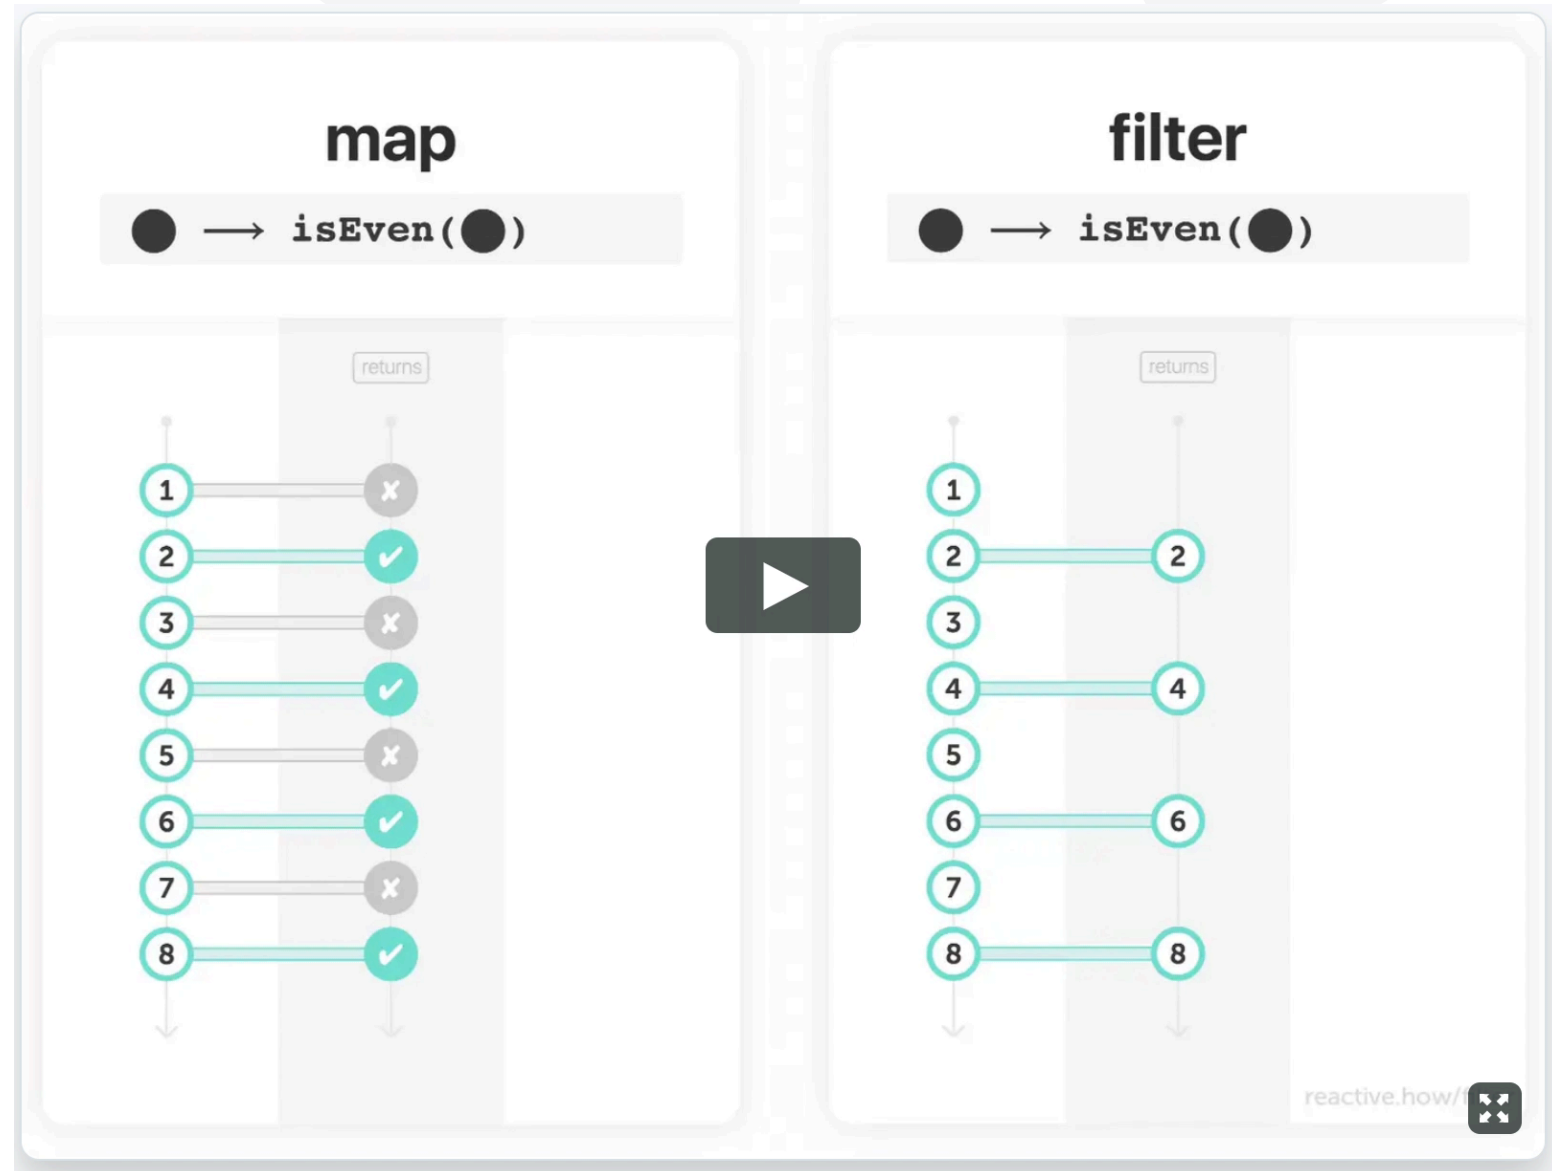 map
● → isEven(●)
returns
1 ✘
2 ✔
3 ✘
4 ✔
5 ✘
6 ✔
7 ✘
8 ✔
filter
● → isEven(●)
returns
1
2 2
3
4 4
5
6 6
7
8 8
reactive.how/